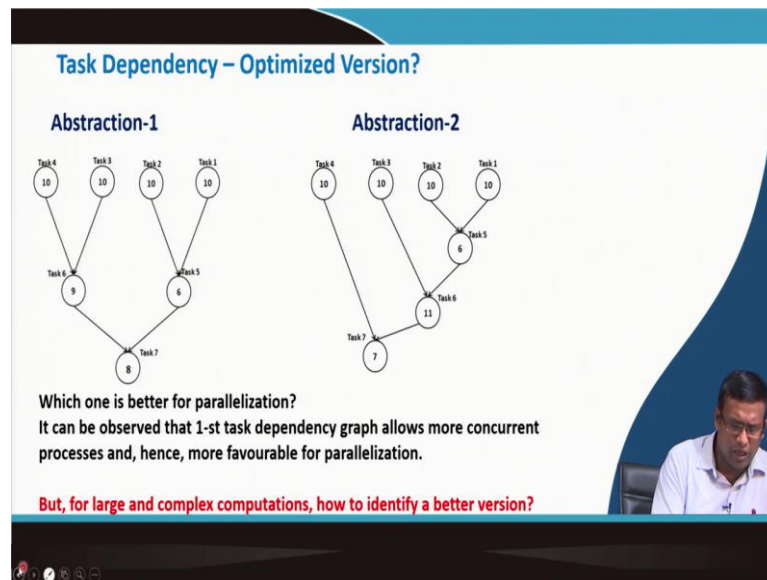 Task Dependency – Optimized Version?
Abstraction-1
Abstraction-2
Task 4
Task 3
Task 2
Task 1
10
10
10
10
Task 6
Task 5
9
6
Task 7
8
Task 4
Task 3
Task 2
Task 1
10
10
10
10
Task 5
6
Task 6
11
Task 7
7
Which one is better for parallelization?
It can be observed that 1-st task dependency graph allows more concurrent
processes and, hence, more favourable for parallelization.
But, for large and complex computations, how to identify a better version?